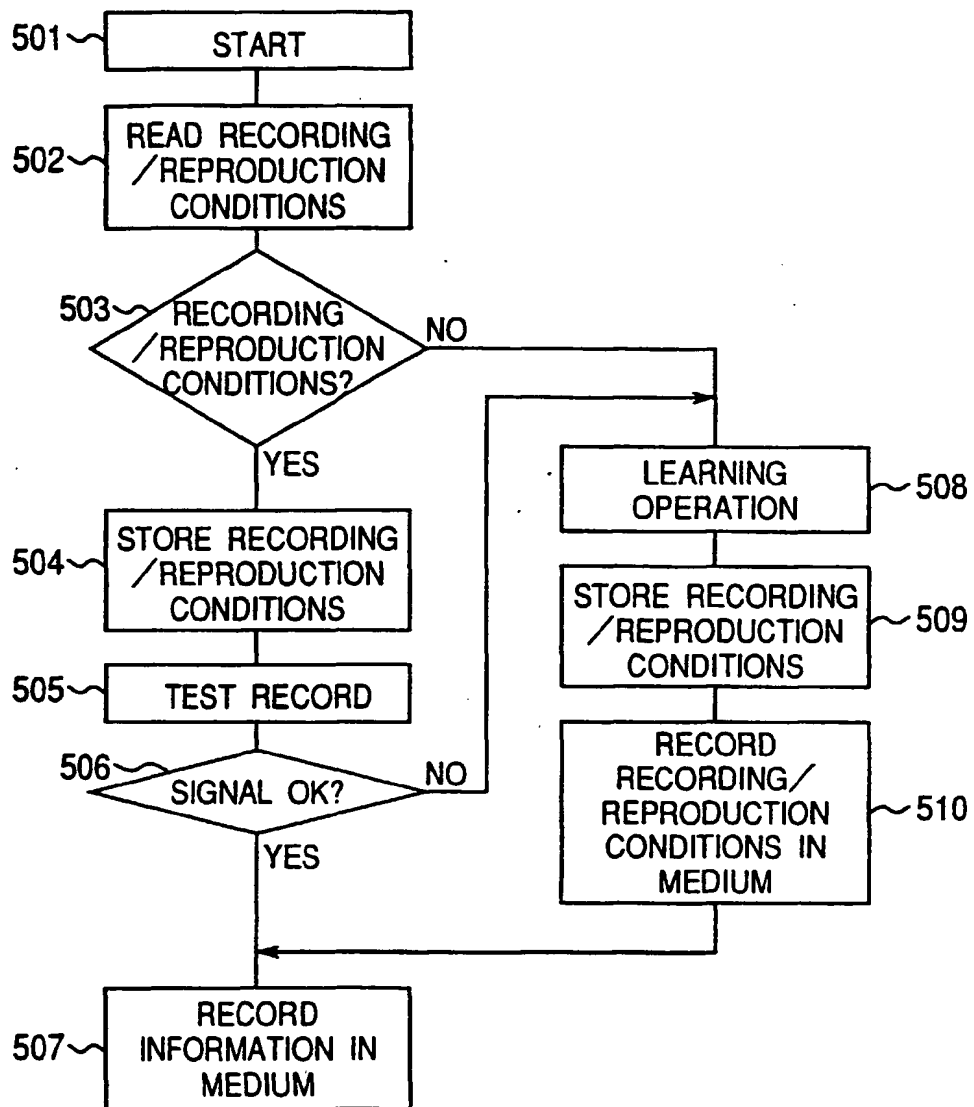 501
START
502
READ RECORDING
/REPRODUCTION
CONDITIONS
503
RECORDING
/REPRODUCTION
CONDITIONS?
NO
YES
504
STORE RECORDING
/REPRODUCTION
CONDITIONS
505
TEST RECORD
506
SIGNAL OK?
NO
YES
LEARNING
OPERATION
508
STORE RECORDING
/REPRODUCTION
CONDITIONS
509
RECORD
RECORDING/
REPRODUCTION
CONDITIONS IN
MEDIUM
510
507
RECORD
INFORMATION IN
MEDIUM